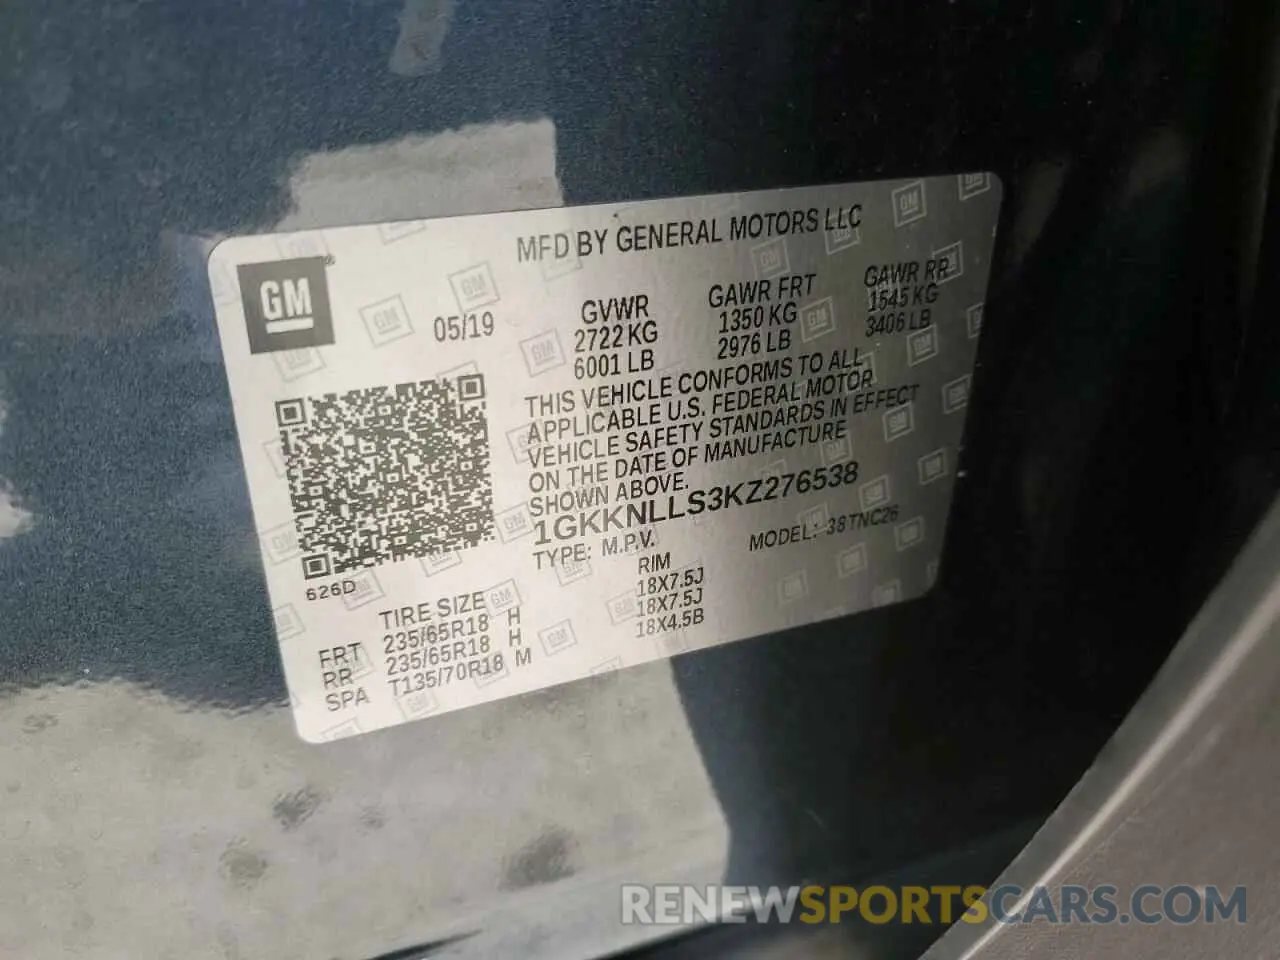 MFD BY GENERAL MOTORS LLC
GM®
05/19
GVWR
2722 KG
6001 LB
GAWR FRT
1350 KG
2976 LB
GAWR RR
1545 KG
3406 LB
THIS VEHICLE CONFORMS TO ALL
APPLICABLE U.S. FEDERAL MOTOR
VEHICLE SAFETY STANDARDS IN EFFECT
ON THE DATE OF MANUFACTURE
SHOWN ABOVE.
1GKKNLLS3KZ276538
TYPE: M.P.V.
MODEL: 38TNC26
626D
TIRE SIZE
RIM
FRT 235/65R18 H 18X7.5J
RR 235/65R18 H 18X7.5J
SPA T135/70R18 M 18X4.5B
RENEWSPORTSCARS.COM